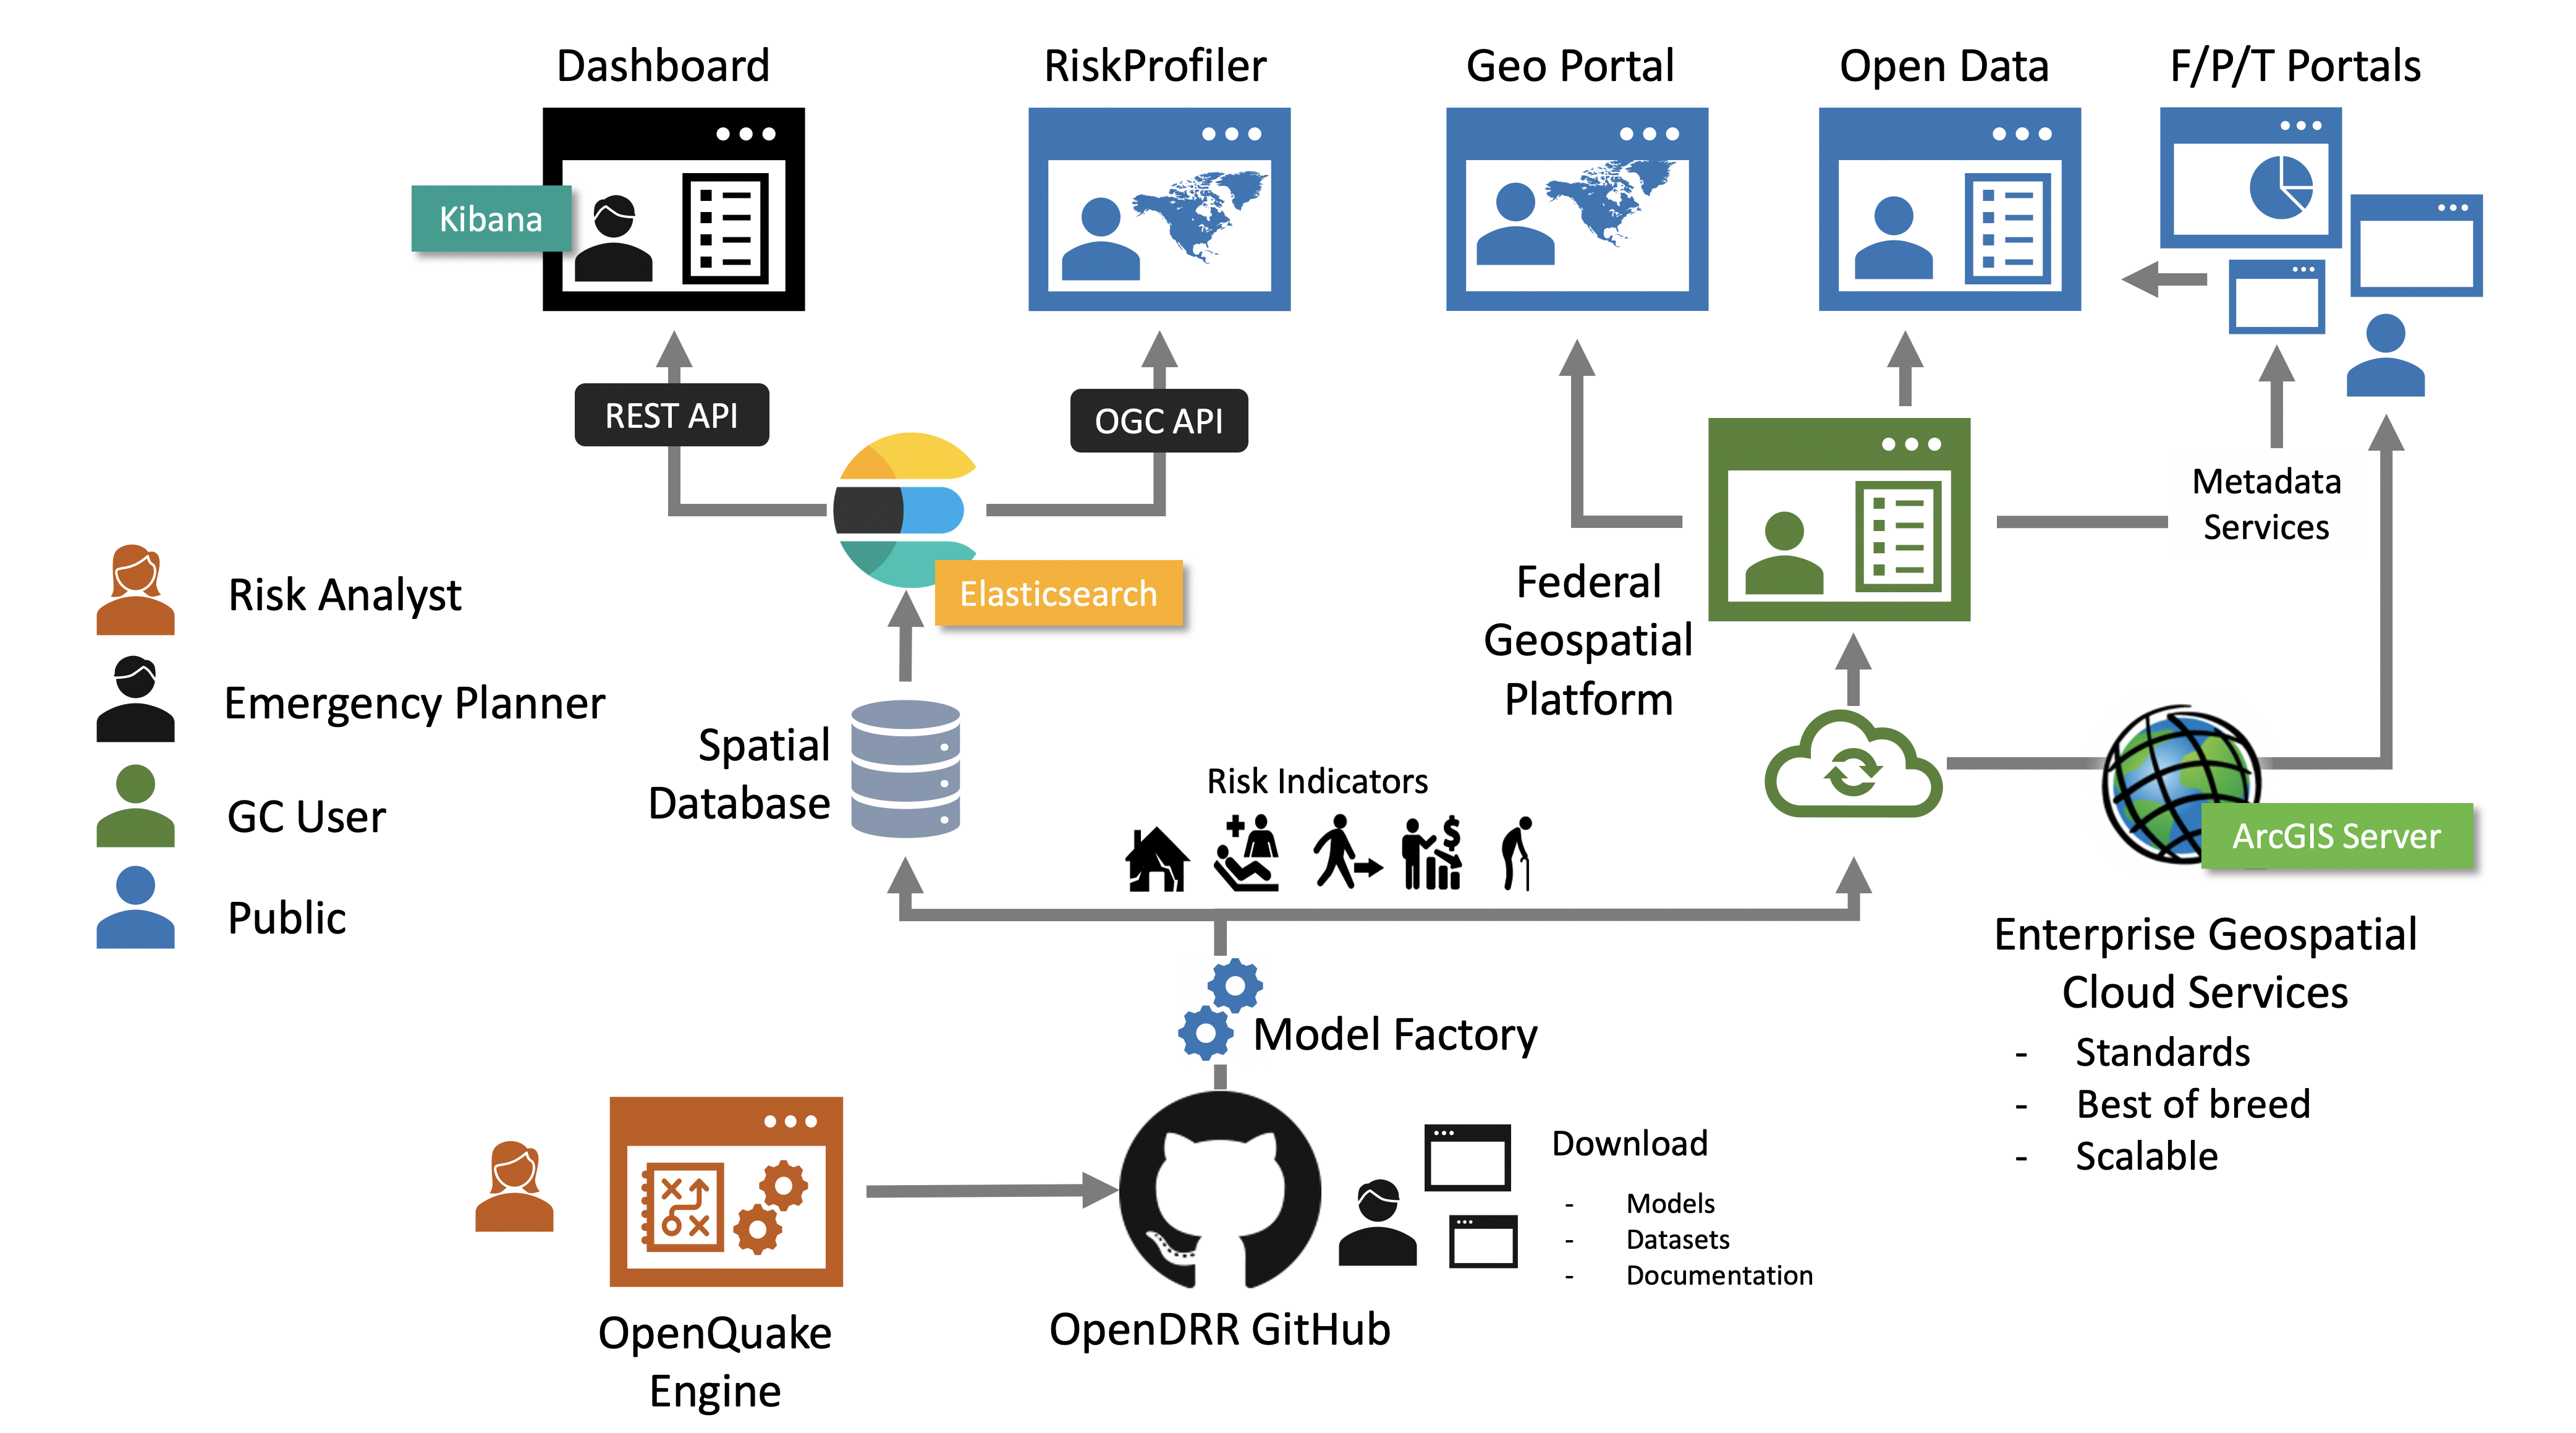 Dashboard
RiskProfiler
Geo Portal
Open Data
F/P/T Portals
Kibana
REST API
OGC API
Elasticsearch
Metadata
Services
Federal
Geospatial
Platform
Risk Analyst
Emergency Planner
GC User
Public
Spatial
Database
Risk Indicators
ArcGIS Server
Enterprise Geospatial
Cloud Services
- Standards
- Best of breed
- Scalable
Model Factory
Download
- Models
- Datasets
- Documentation
OpenQuake
Engine
OpenDRR GitHub